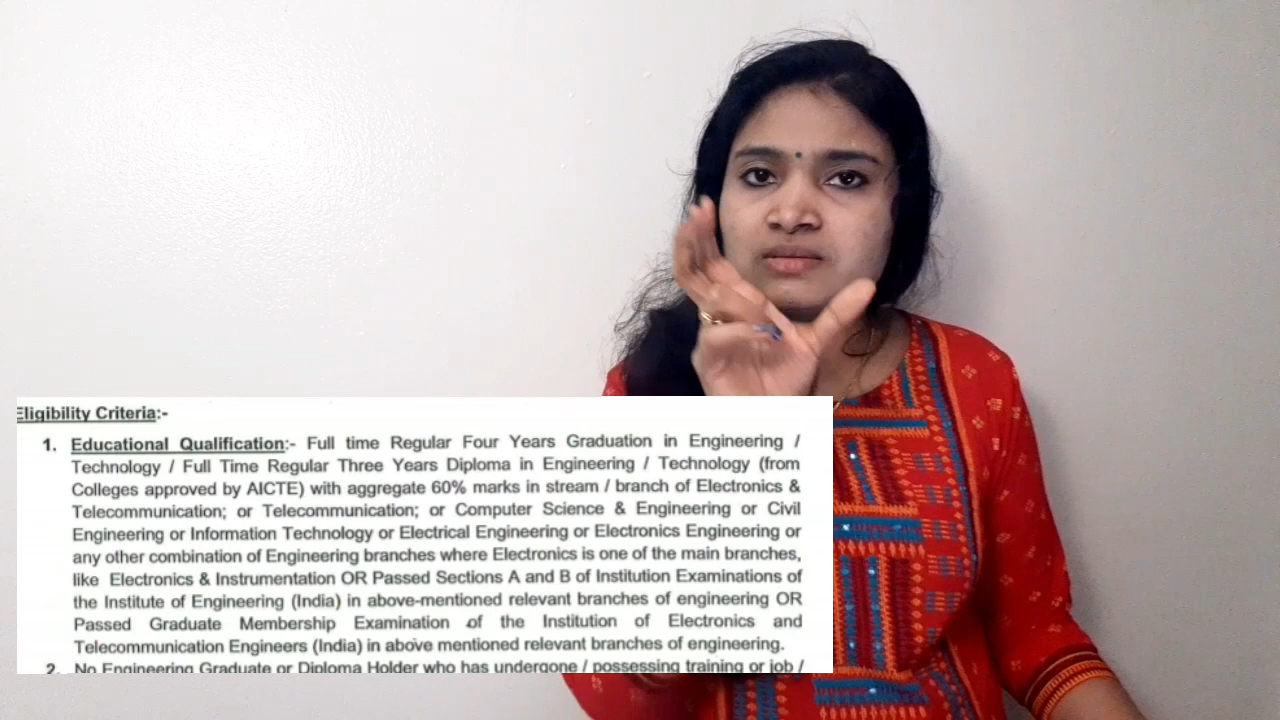 Eligibility Criteria:-
1. Educational Qualification:- Full time Regular Four Years Graduation in Engineering /
Technology / Full Time Regular Three Years Diploma in Engineering / Technology (from
Colleges approved by AICTE) with aggregate 60% marks in stream / branch of Electronics &
Telecommunication; or Telecommunication; or Computer Science & Engineering or Civil
Engineering or Information Technology or Electrical Engineering or Electronics Engineering or
any other combination of Engineering branches where Electronics is one of the main branches,
like Electronics & Instrumentation OR Passed Sections A and B of Institution Examinations of
the Institute of Engineering (India) in above-mentioned relevant branches of engineering OR
Passed Graduate Membership Examination of the Institution of Electronics and
Telecommunication Engineers (India) in above mentioned relevant branches of engineering.
2. No Engineering Graduate or Diploma Holder who has undergone / possessing training or job /